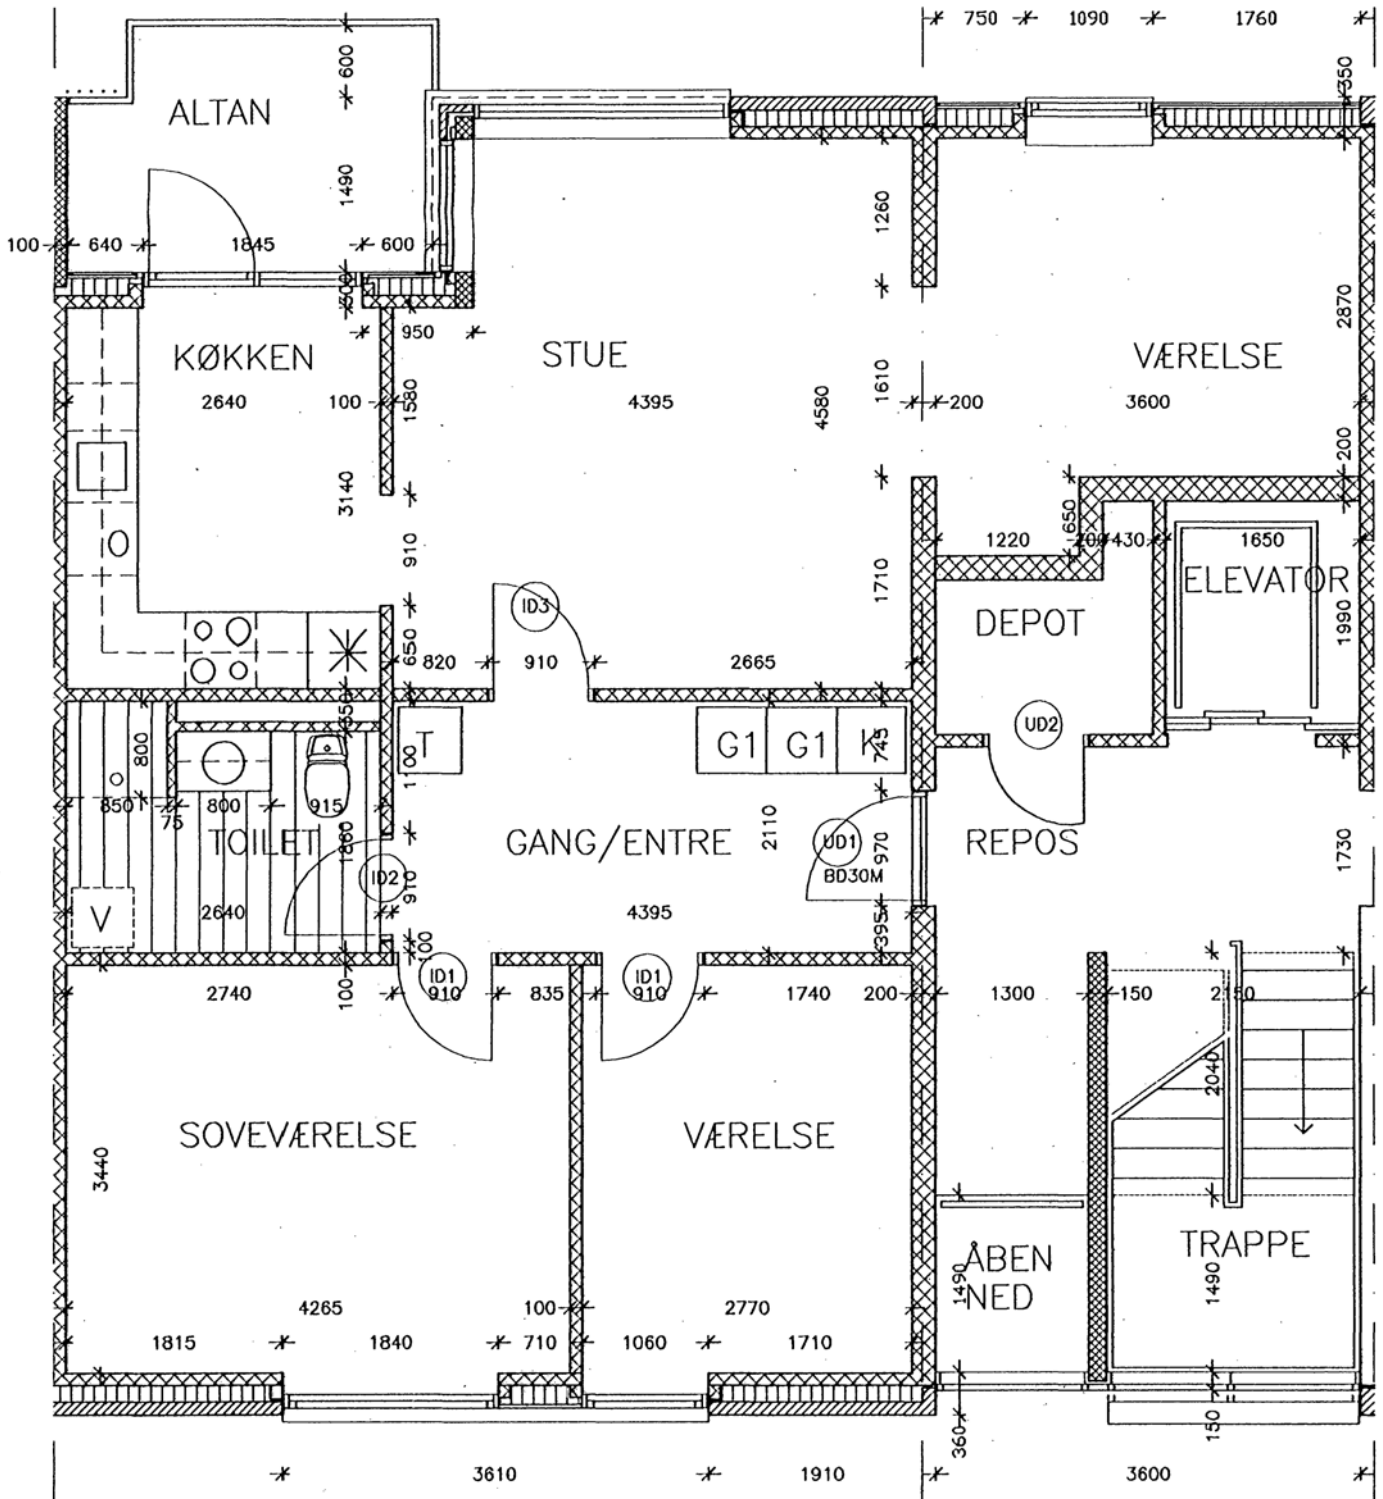 750 1090 1760
600
350
ALTAN
1490
1260
100 640 1845 600
300
2870
950
KØKKEN STUE VÆRELSE
1580
1610
2640 100 4395 4580 200 3600
200
3140
650
910
1220 200 430 1650
ELEVATOR
1710
ID3
1990
DEPOT
650
820 910 2665
550
UD2
T G1 G1 K
745
800
1100
850 800 915
75
2110
TOILET GANG/ENTRE UD1 REPOS
1860
970
1730
BD30M
ID2
910
V 2640 4395
395
100
ID1 ID1
2740 910 835 910 1740 200 1300 150 2150
100
2040
SOVEVÆRELSE VÆRELSE
3440
TRAPPE
ÅBEN
NED
1490
1490
4265 100 2770
1815 1840 710 1060 1710
360
150
3610 1910 3600